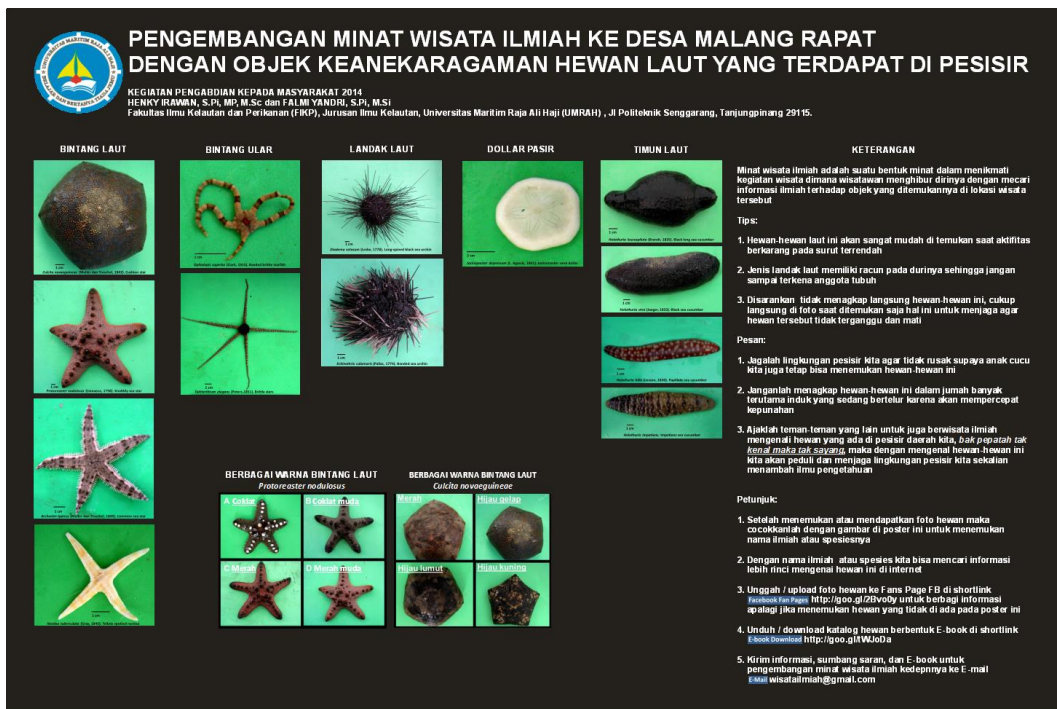 PENGEMBANGAN MINAT WISATA ILMIAH KE DESA MALANG RAPAT
DENGAN OBJEK KEANEKARAGAMAN HEWAN LAUT YANG TERDAPAT DI PESISIR
KEGIATAN PENGABDIAN KEPADA MASYARAKAT 2014
HENKY IRAWAN, S.Pi, MP, M.Sc dan FALMI YANDRI, S.Pi, M.Si
Fakultas Ilmu Kelautan dan Perikanan (FIKP), Jurusan Ilmu Kelautan, Universitas Maritim Raja Ali Haji (UMRAH) , Jl Politeknik Senggarang, Tanjungpinang 29115.
BINTANG LAUT
BINTANG ULAR
LANDAK LAUT
DOLLAR PASIR
TIMUN LAUT
BERBAGAI WARNA BINTANG LAUT
Protoreaster nodulosus
A Coklat
B Coklat muda
C Merah
D Merah muda
BERBAGAI WARNA BINTANG LAUT
Culcita novaeguineae
Merah
Hijau gelap
Hijau lumut
Hijau kuning
KETERANGAN
Minat wisata ilmiah adalah suatu bentuk minat dalam menikmati
kegiatan wisata dimana wisatawan menghibur dirinya dengan mecari
informasi ilmiah terhadap objek yang ditemukannya di lokasi wisata
tersebut
Tips:
1. Hewan-hewan laut ini akan sangat mudah di temukan saat aktifitas
berkarang pada surut terrendah
2. Jenis landak laut memiliki racun pada durinya sehingga jangan
sampai terkena anggota tubuh
3. Disarankan tidak menagkap langsung hewan-hewan ini, cukup
langsung di foto saat ditemukan saja hal ini untuk menjaga agar
hewan tersebut tidak terganggu dan mati
Pesan:
1. Jagalah lingkungan pesisir kita agar tidak rusak supaya anak cucu
kita juga tetap bisa menemukan hewan-hewan ini
2. Janganlah menagkap hewan-hewan ini dalam jumah banyak
terutama induk yang sedang bertelur karena akan mempercepat
kepunahan
3. Ajaklah teman-teman yang lain untuk juga berwisata ilmiah
mengenali hewan yang ada di pesisir daerah kita, bak pepatah tak
kenal maka tak sayang, maka dengan mengenal hewan-hewan ini
kita akan peduli dan menjaga lingkungan pesisir kita sekalian
menambah ilmu pengetahuan
Petunjuk:
1. Setelah menemukan atau mendapatkan foto hewan maka
cocokkanlah dengan gambar di poster ini untuk menemukan
nama ilmiah atau spesiesnya
2. Dengan nama ilmiah atau spesies kita bisa mencari informasi
lebih rinci mengenai hewan ini di internet
3. Unggah / upload foto hewan ke Fans Page FB di shortlink
Facebook Fan Pages http://goo.gl/2Bvo0y untuk berbagi informasi
apalagi jika menemukan hewan yang tidak di ada pada poster ini
4. Unduh / download katalog hewan berbentuk E-book di shortlink
E-book Download http://goo.gl/tWJoDa
5. Kirim informasi, sumbang saran, dan E-book untuk
pengembangan minat wisata ilmiah kedepnnya ke E-mail
E-Mail wisatailmiah@gmail.com